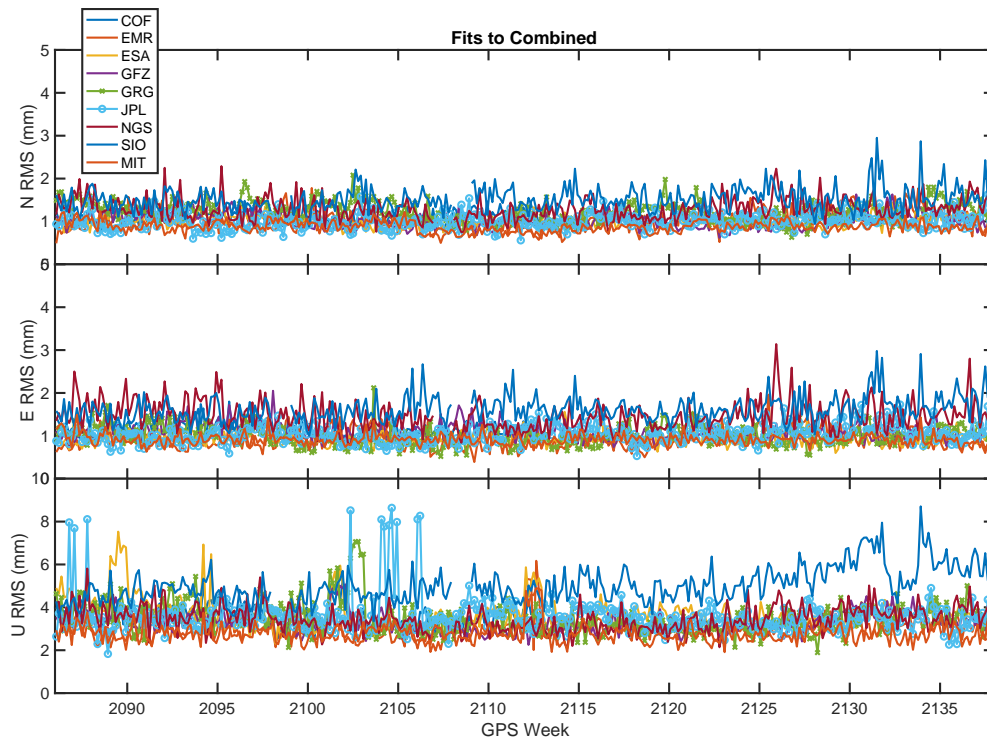 Fits to Combined
COF
EMR
ESA
GFZ
GRG
JPL
NGS
SIO
MIT
5
4
3
2
1
N RMS (mm)
4
3
2
1
E RMS (mm)
10
8
6
4
2
0
U RMS (mm)
2090 2095 2100 2105 2110 2115 2120 2125 2130 2135
GPS Week